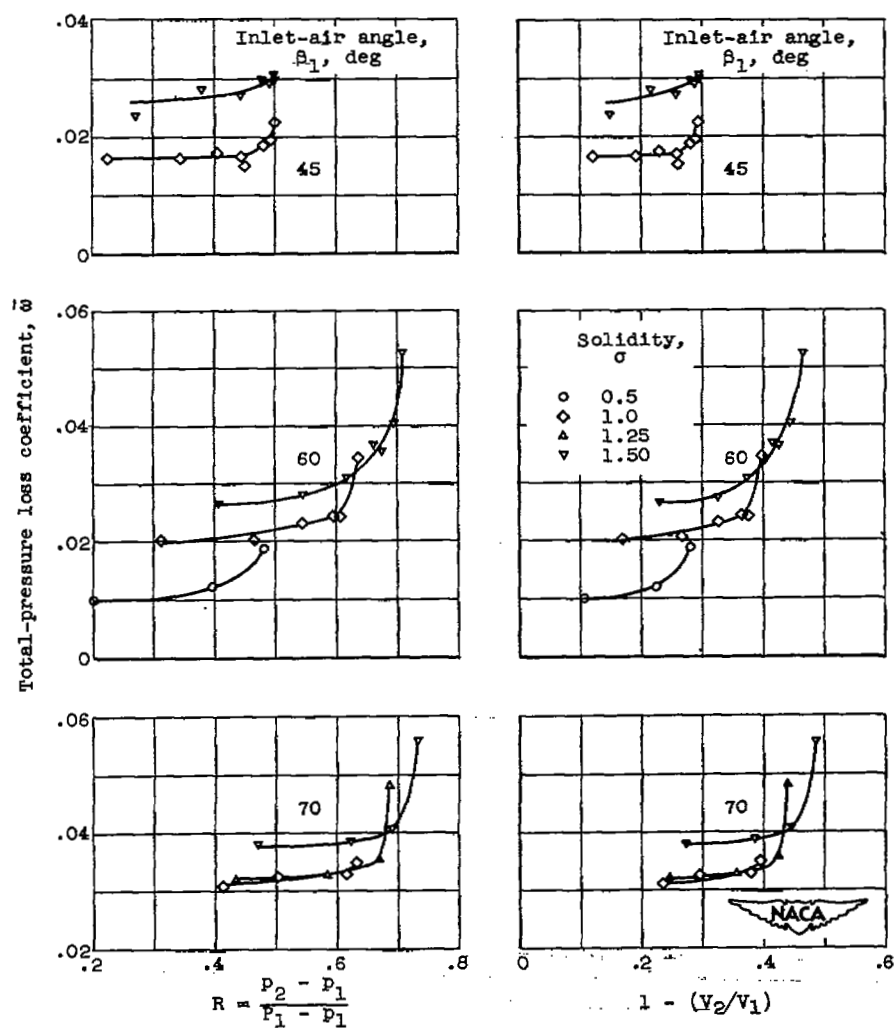 .04
.02
0
Inlet-air angle,
β₁, deg
45
Inlet-air angle,
β₁, deg
45
Total-pressure loss coefficient, ω̄
.06
.04
.02
0
60
Solidity,
σ
○ 0.5
◇ 1.0
△ 1.25
▽ 1.50
60
.06
.04
.02
70
70
NACA
.2 .4 .6 .8
0 .2 .4 .6
R = (p₂ - p₁)/(P₁ - p₁)
1 - (V₂/V₁)